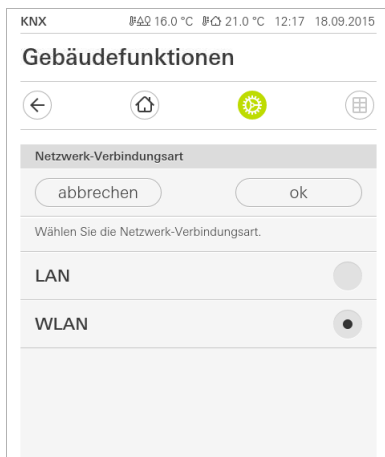 KNX 16.0 °C 21.0 °C 12:17 18.09.2015
Gebäudefunktionen
Netzwerk-Verbindungsart
abbrechen ok
Wählen Sie die Netzwerk-Verbindungsart.
LAN
WLAN